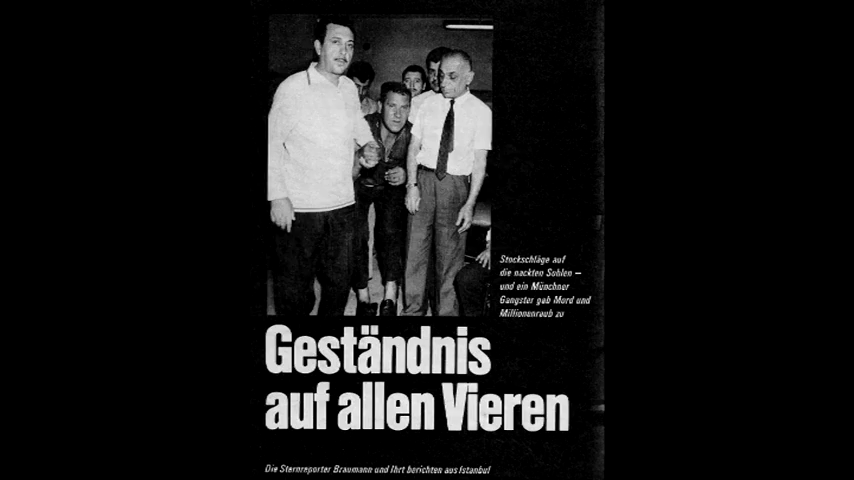 Stockschläge auf
die nackten Sohlen –
und ein Münchner
Gangster gab Mord und
Millionenraub zu
Geständnis
auf allen Vieren
Die Sternreporter Braumann und Ihrt berichten aus Istanbul